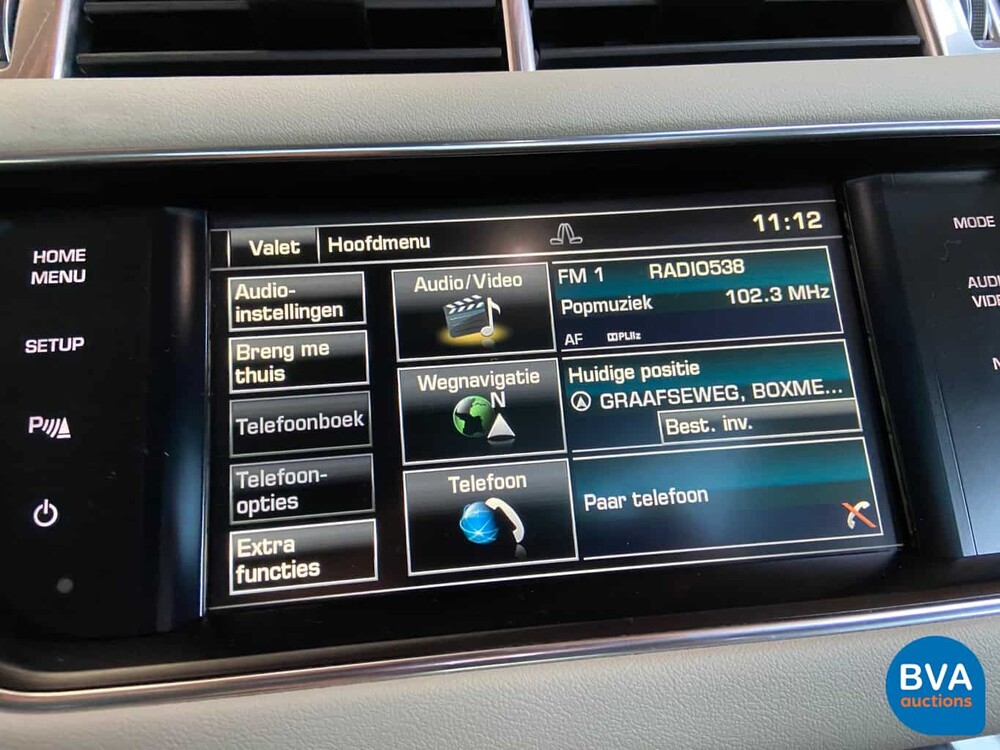 HOME
MENU
SETUP
P
Valet
Hoofdmenu
11:12
Audio-
instellingen
Breng me
thuis
Telefoonboek
Telefoon-
opties
Extra
functies
Audio/Video
Wegnavigatie
N
Telefoon
FM 1 RADIO538
Popmuziek 102.3 MHz
AF PLIIz
Huidige positie
GRAAFSEWEG, BOXME...
Best. inv.
Paar telefoon
MODE
BVA
auctions